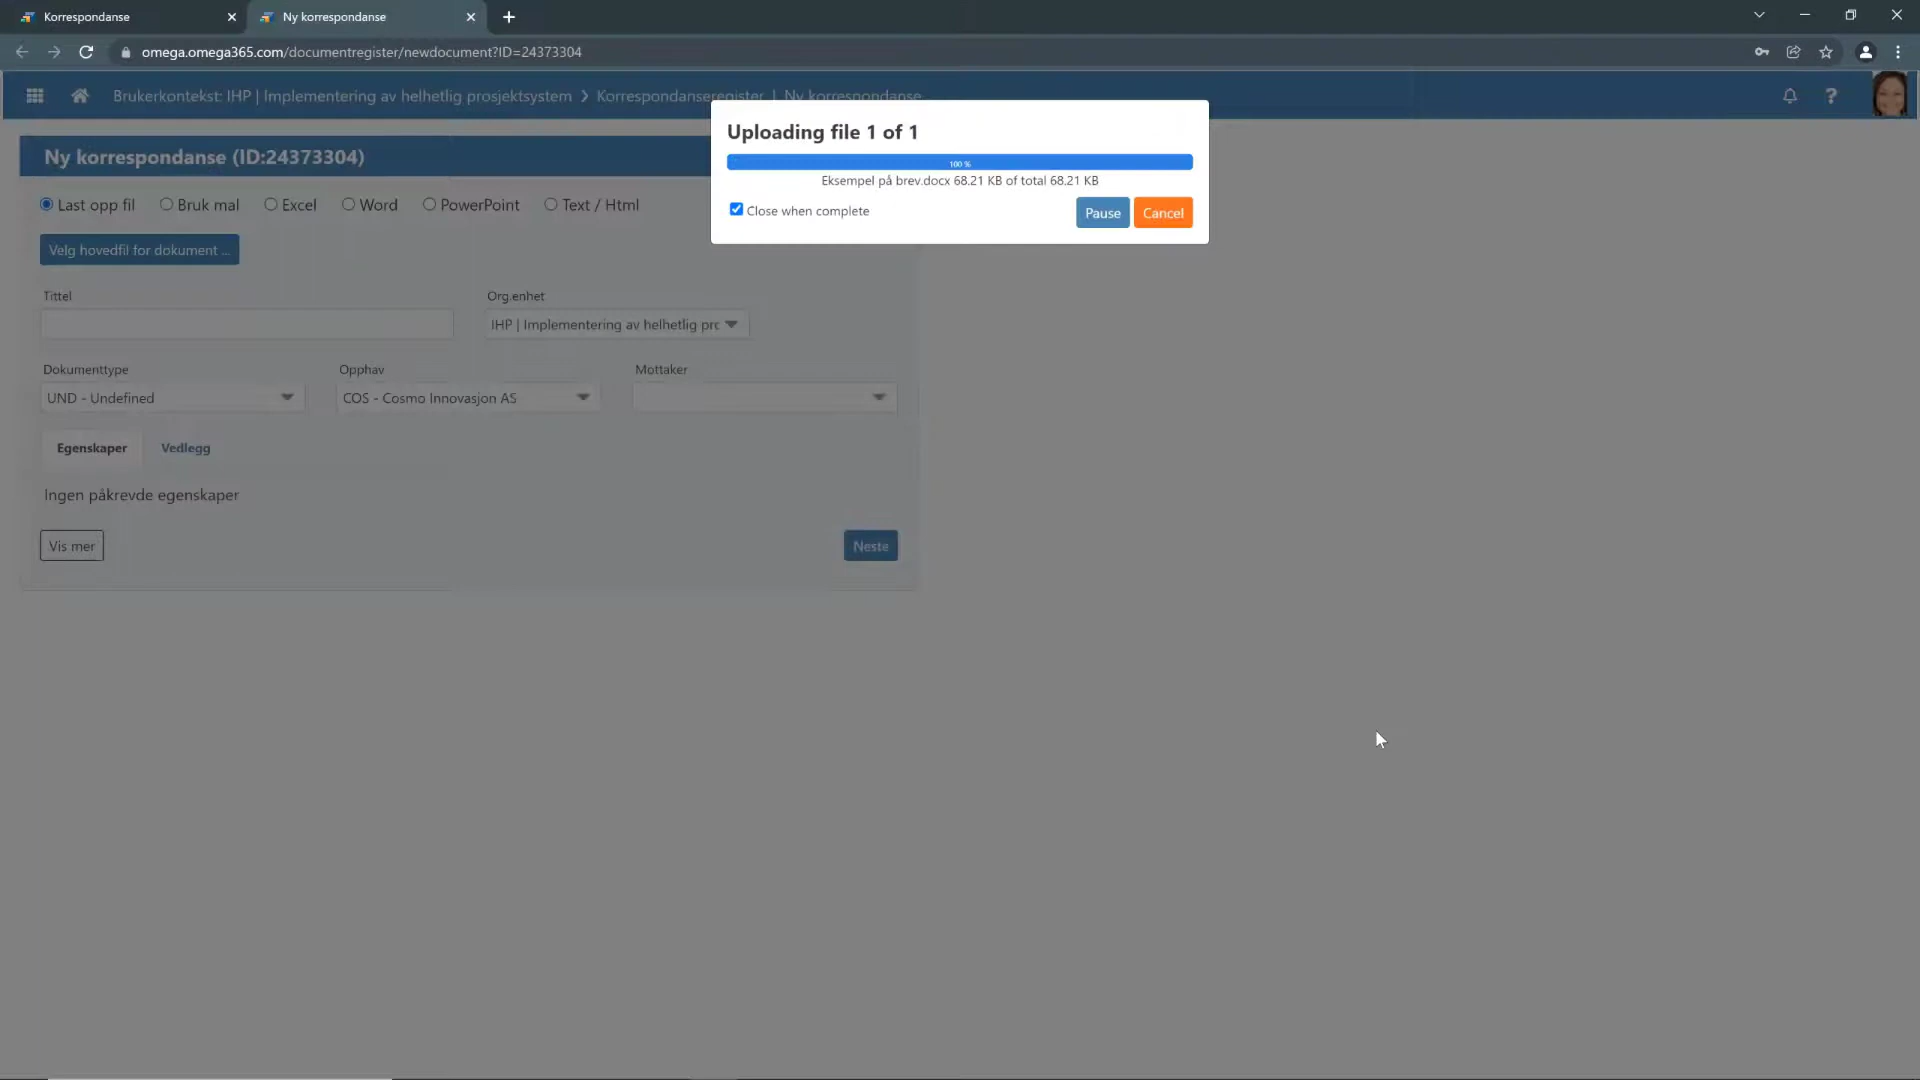 Korrespondanse
Ny korrespondanse
omega.omega365.com/documentregister/newdocument?ID=24373304
Brukerkontekst: IHP | Implementering av helhetlig prosjektsystem > Korrespondanseregister | Ny korrespondanse
Uploading file 1 of 1
100 %
Eksempel på brev.docx 68.21 KB of total 68.21 KB
Close when complete
Pause
Cancel
Ny korrespondanse (ID:24373304)
Last opp fil
Bruk mal
Excel
Word
PowerPoint
Text / Html
Velg hovedfil for dokument ...
Tittel
Org.enhet
IHP | Implementering av helhetlig prc
Dokumenttype
Opphav
Mottaker
UND - Undefined
COS - Cosmo Innovasjon AS
Egenskaper
Vedlegg
Ingen påkrevde egenskaper
Vis mer
Neste